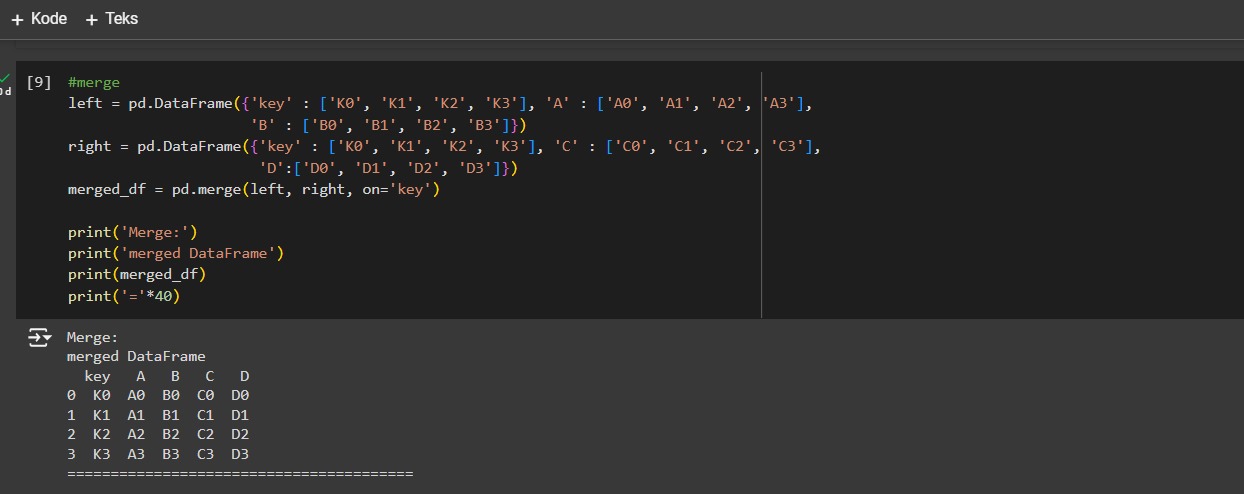 + Kode + Teks
[9] #merge
left = pd.DataFrame({'key' : ['K0', 'K1', 'K2', 'K3'], 'A' : ['A0', 'A1', 'A2', 'A3'],
'B' : ['B0', 'B1', 'B2', 'B3']})
right = pd.DataFrame({'key' : ['K0', 'K1', 'K2', 'K3'], 'C' : ['C0', 'C1', 'C2', 'C3'],
'D':['D0', 'D1', 'D2', 'D3']})
merged_df = pd.merge(left, right, on='key')
print('Merge:')
print('merged DataFrame')
print(merged_df)
print('='*40)
Merge:
merged DataFrame
key A B C D
0 K0 A0 B0 C0 D0
1 K1 A1 B1 C1 D1
2 K2 A2 B2 C2 D2
3 K3 A3 B3 C3 D3
========================================